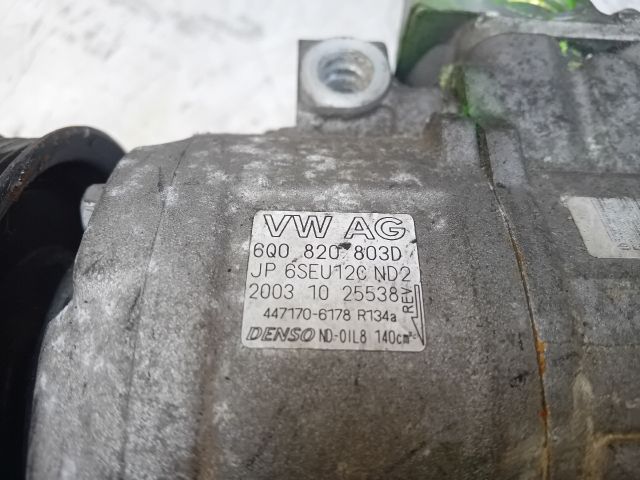 VW AG
6Q0 820 803D
JP 6SEU12C ND2
2003 10 25538
REV
447170-6178 R134a
DENSO ND-OIL8 140cm³